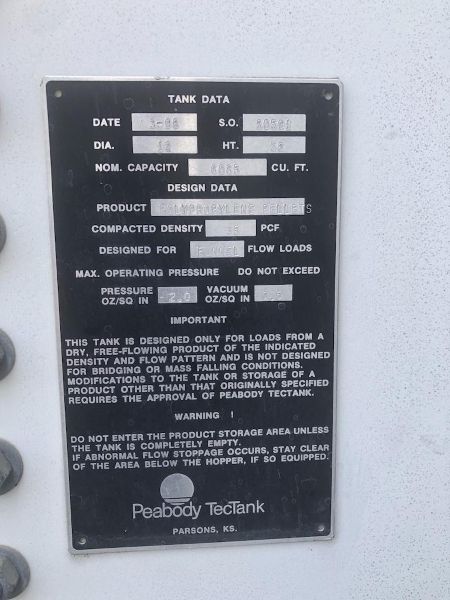 TANK DATA
DATE S.O.
DIA. 12 HT.
NOM. CAPACITY CU. FT.
DESIGN DATA
PRODUCT POLYPROPYLENE PELLETS
COMPACTED DENSITY 35 PCF
DESIGNED FOR FUNNEL FLOW LOADS
MAX. OPERATING PRESSURE DO NOT EXCEED
PRESSURE VACUUM
OZ/SQ IN 2.0 OZ/SQ IN
IMPORTANT
THIS TANK IS DESIGNED ONLY FOR LOADS FROM A
DRY, FREE-FLOWING PRODUCT OF THE INDICATED
DENSITY AND FLOW PATTERN AND IS NOT DESIGNED
FOR BRIDGING OR MASS FALLING CONDITIONS.
MODIFICATIONS TO THE TANK OR STORAGE OF A
PRODUCT OTHER THAN THAT ORIGINALLY SPECIFIED
REQUIRES THE APPROVAL OF PEABODY TECTANK.
WARNING !
DO NOT ENTER THE PRODUCT STORAGE AREA UNLESS
THE TANK IS COMPLETELY EMPTY.
IF ABNORMAL FLOW STOPPAGE OCCURS, STAY CLEAR
OF THE AREA BELOW THE HOPPER, IF SO EQUIPPED.
Peabody TecTank
PARSONS, KS.